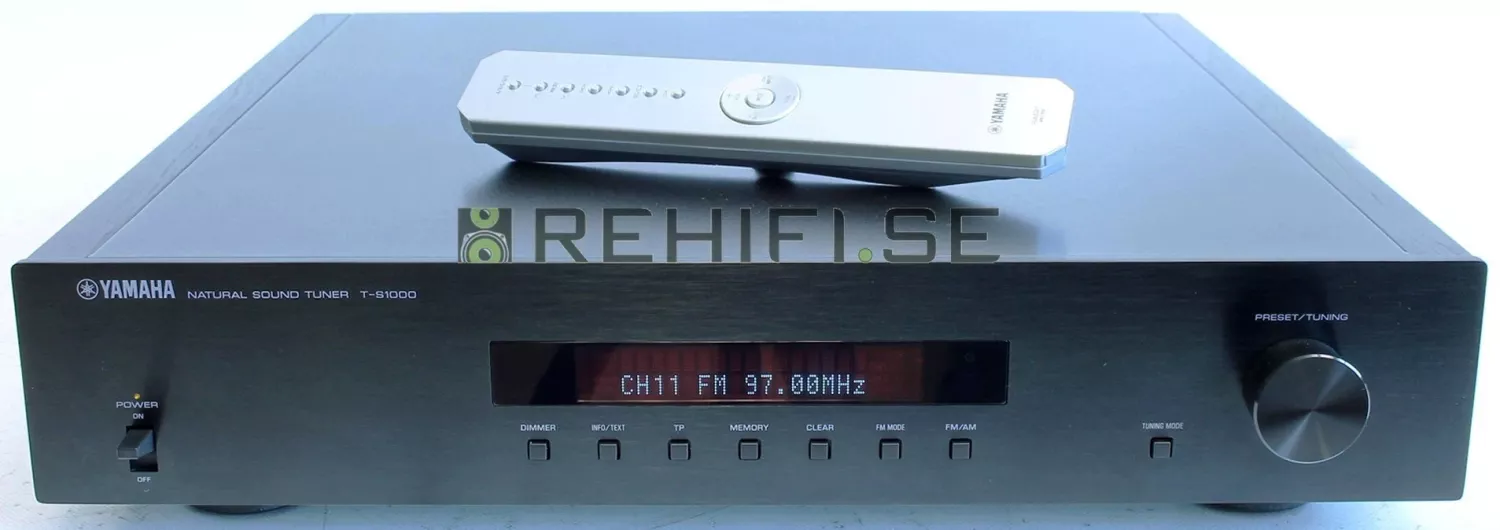 YAMAHA
REHIFI.SE
YAMAHA NATURAL SOUND TUNER T-S1000
PRESET/TUNING
CH11 FM 97.00MHz
POWER
ON
OFF
DIMMER INFO/TEXT TP MEMORY CLEAR FM MODE FM/AM TUNING MODE